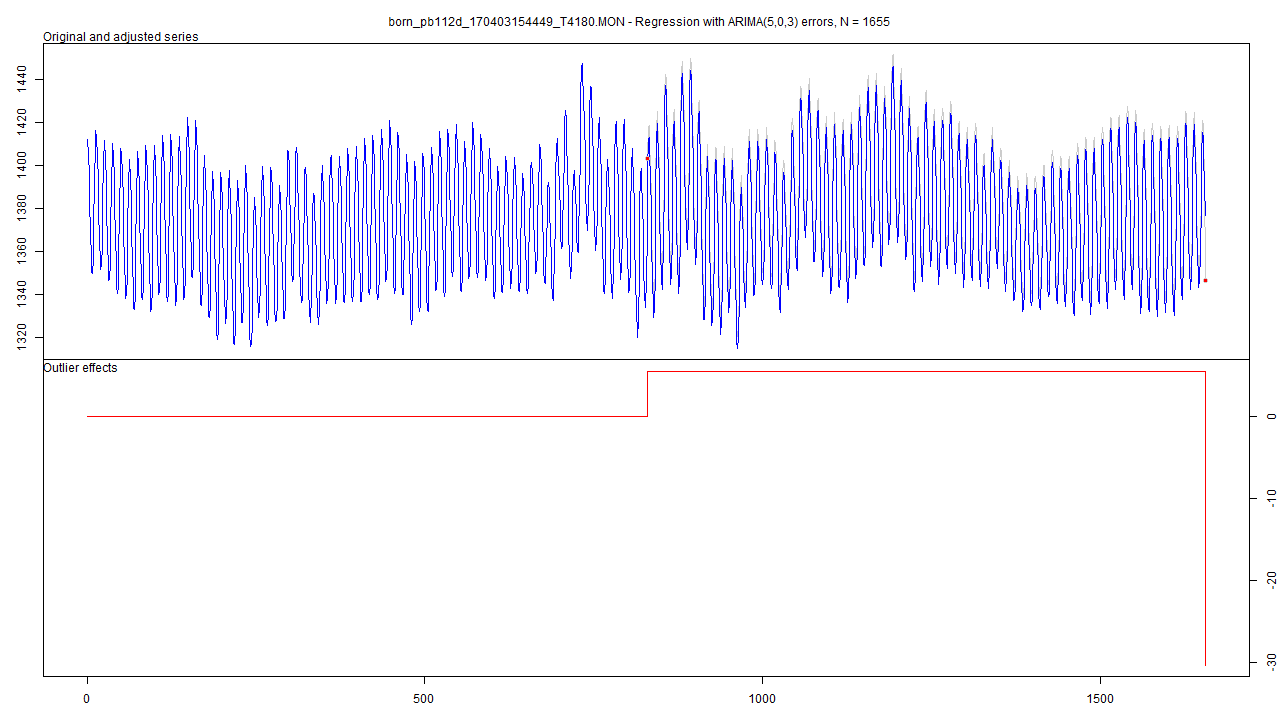 born_pb112d_170403154449_T4180.MON - Regression with ARIMA(5,0,3) errors, N = 1655
Original and adjusted series
1440
1420
1400
1380
1360
1340
1320
Outlier effects
0
-10
-20
-30
0 500 1000 1500